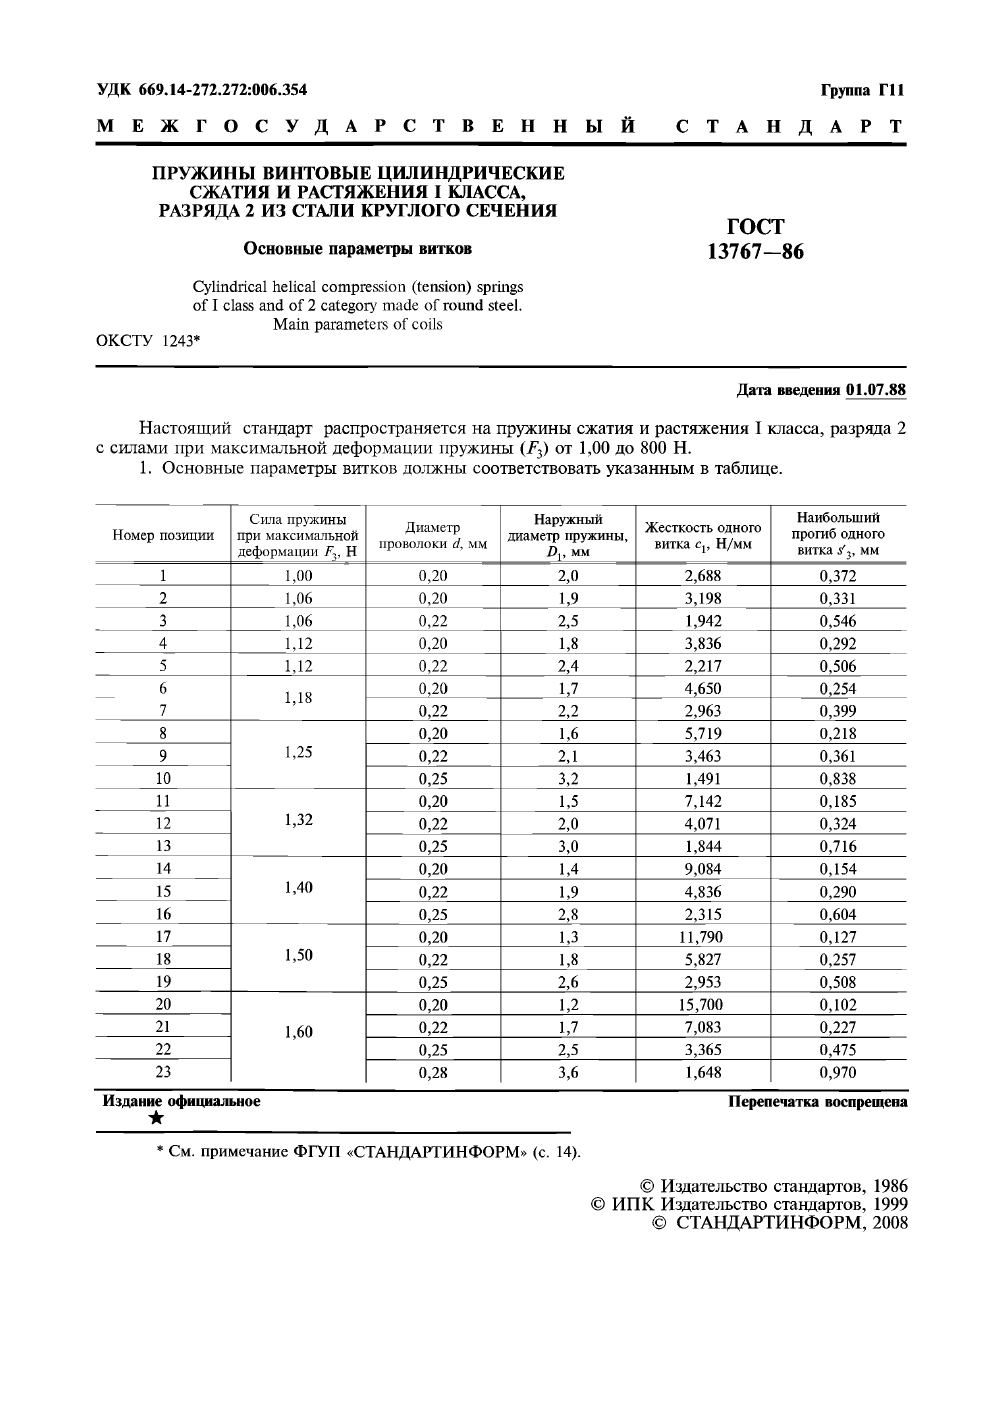 УДК 669.14-272.272:006.354 Группа Г11
МЕЖГОСУДАРСТВЕННЫЙ СТАНДАРТ
ПРУЖИНЫ ВИНТОВЫЕ ЦИЛИНДРИЧЕСКИЕ
СЖАТИЯ И РАСТЯЖЕНИЯ I КЛАССА,
РАЗРЯДА 2 ИЗ СТАЛИ КРУГЛОГО СЕЧЕНИЯ
Основные параметры витков
ГОСТ
13767—86
Cylindrical helical compression (tension) springs
of I class and of 2 category made of round steel.
Main parameters of coils
ОКСТУ 1243*
Дата введения 01.07.88
Настоящий стандарт распространяется на пружины сжатия и растяжения I класса, разряда 2
с силами при максимальной деформации пружины (F3) от 1,00 до 800 Н.
1. Основные параметры витков должны соответствовать указанным в таблице.
Номер позиции
Сила пружины
при максимальной
деформации F3, Н
Диаметр
проволоки d, мм
Наружный
диаметр пружины,
D1, мм
Жесткость одного
витка c1, Н/мм
Наибольший
прогиб одного
витка s′3, мм
1 1,00 0,20 2,0 2,688 0,372
2 1,06 0,20 1,9 3,198 0,331
3 1,06 0,22 2,5 1,942 0,546
4 1,12 0,20 1,8 3,836 0,292
5 1,12 0,22 2,4 2,217 0,506
6 1,18 0,20 1,7 4,650 0,254
7 0,22 2,2 2,963 0,399
8 0,20 1,6 5,719 0,218
9 1,25 0,22 2,1 3,463 0,361
10 0,25 3,2 1,491 0,838
11 0,20 1,5 7,142 0,185
12 1,32 0,22 2,0 4,071 0,324
13 0,25 3,0 1,844 0,716
14 0,20 1,4 9,084 0,154
15 1,40 0,22 1,9 4,836 0,290
16 0,25 2,8 2,315 0,604
17 0,20 1,3 11,790 0,127
18 1,50 0,22 1,8 5,827 0,257
19 0,25 2,6 2,953 0,508
20 0,20 1,2 15,700 0,102
21 1,60 0,22 1,7 7,083 0,227
22 0,25 2,5 3,365 0,475
23 0,28 3,6 1,648 0,970
Издание официальное Перепечатка воспрещена
★
* См. примечание ФГУП «СТАНДАРТИНФОРМ» (с. 14).
© Издательство стандартов, 1986
© ИПК Издательство стандартов, 1999
© СТАНДАРТИНФОРМ, 2008